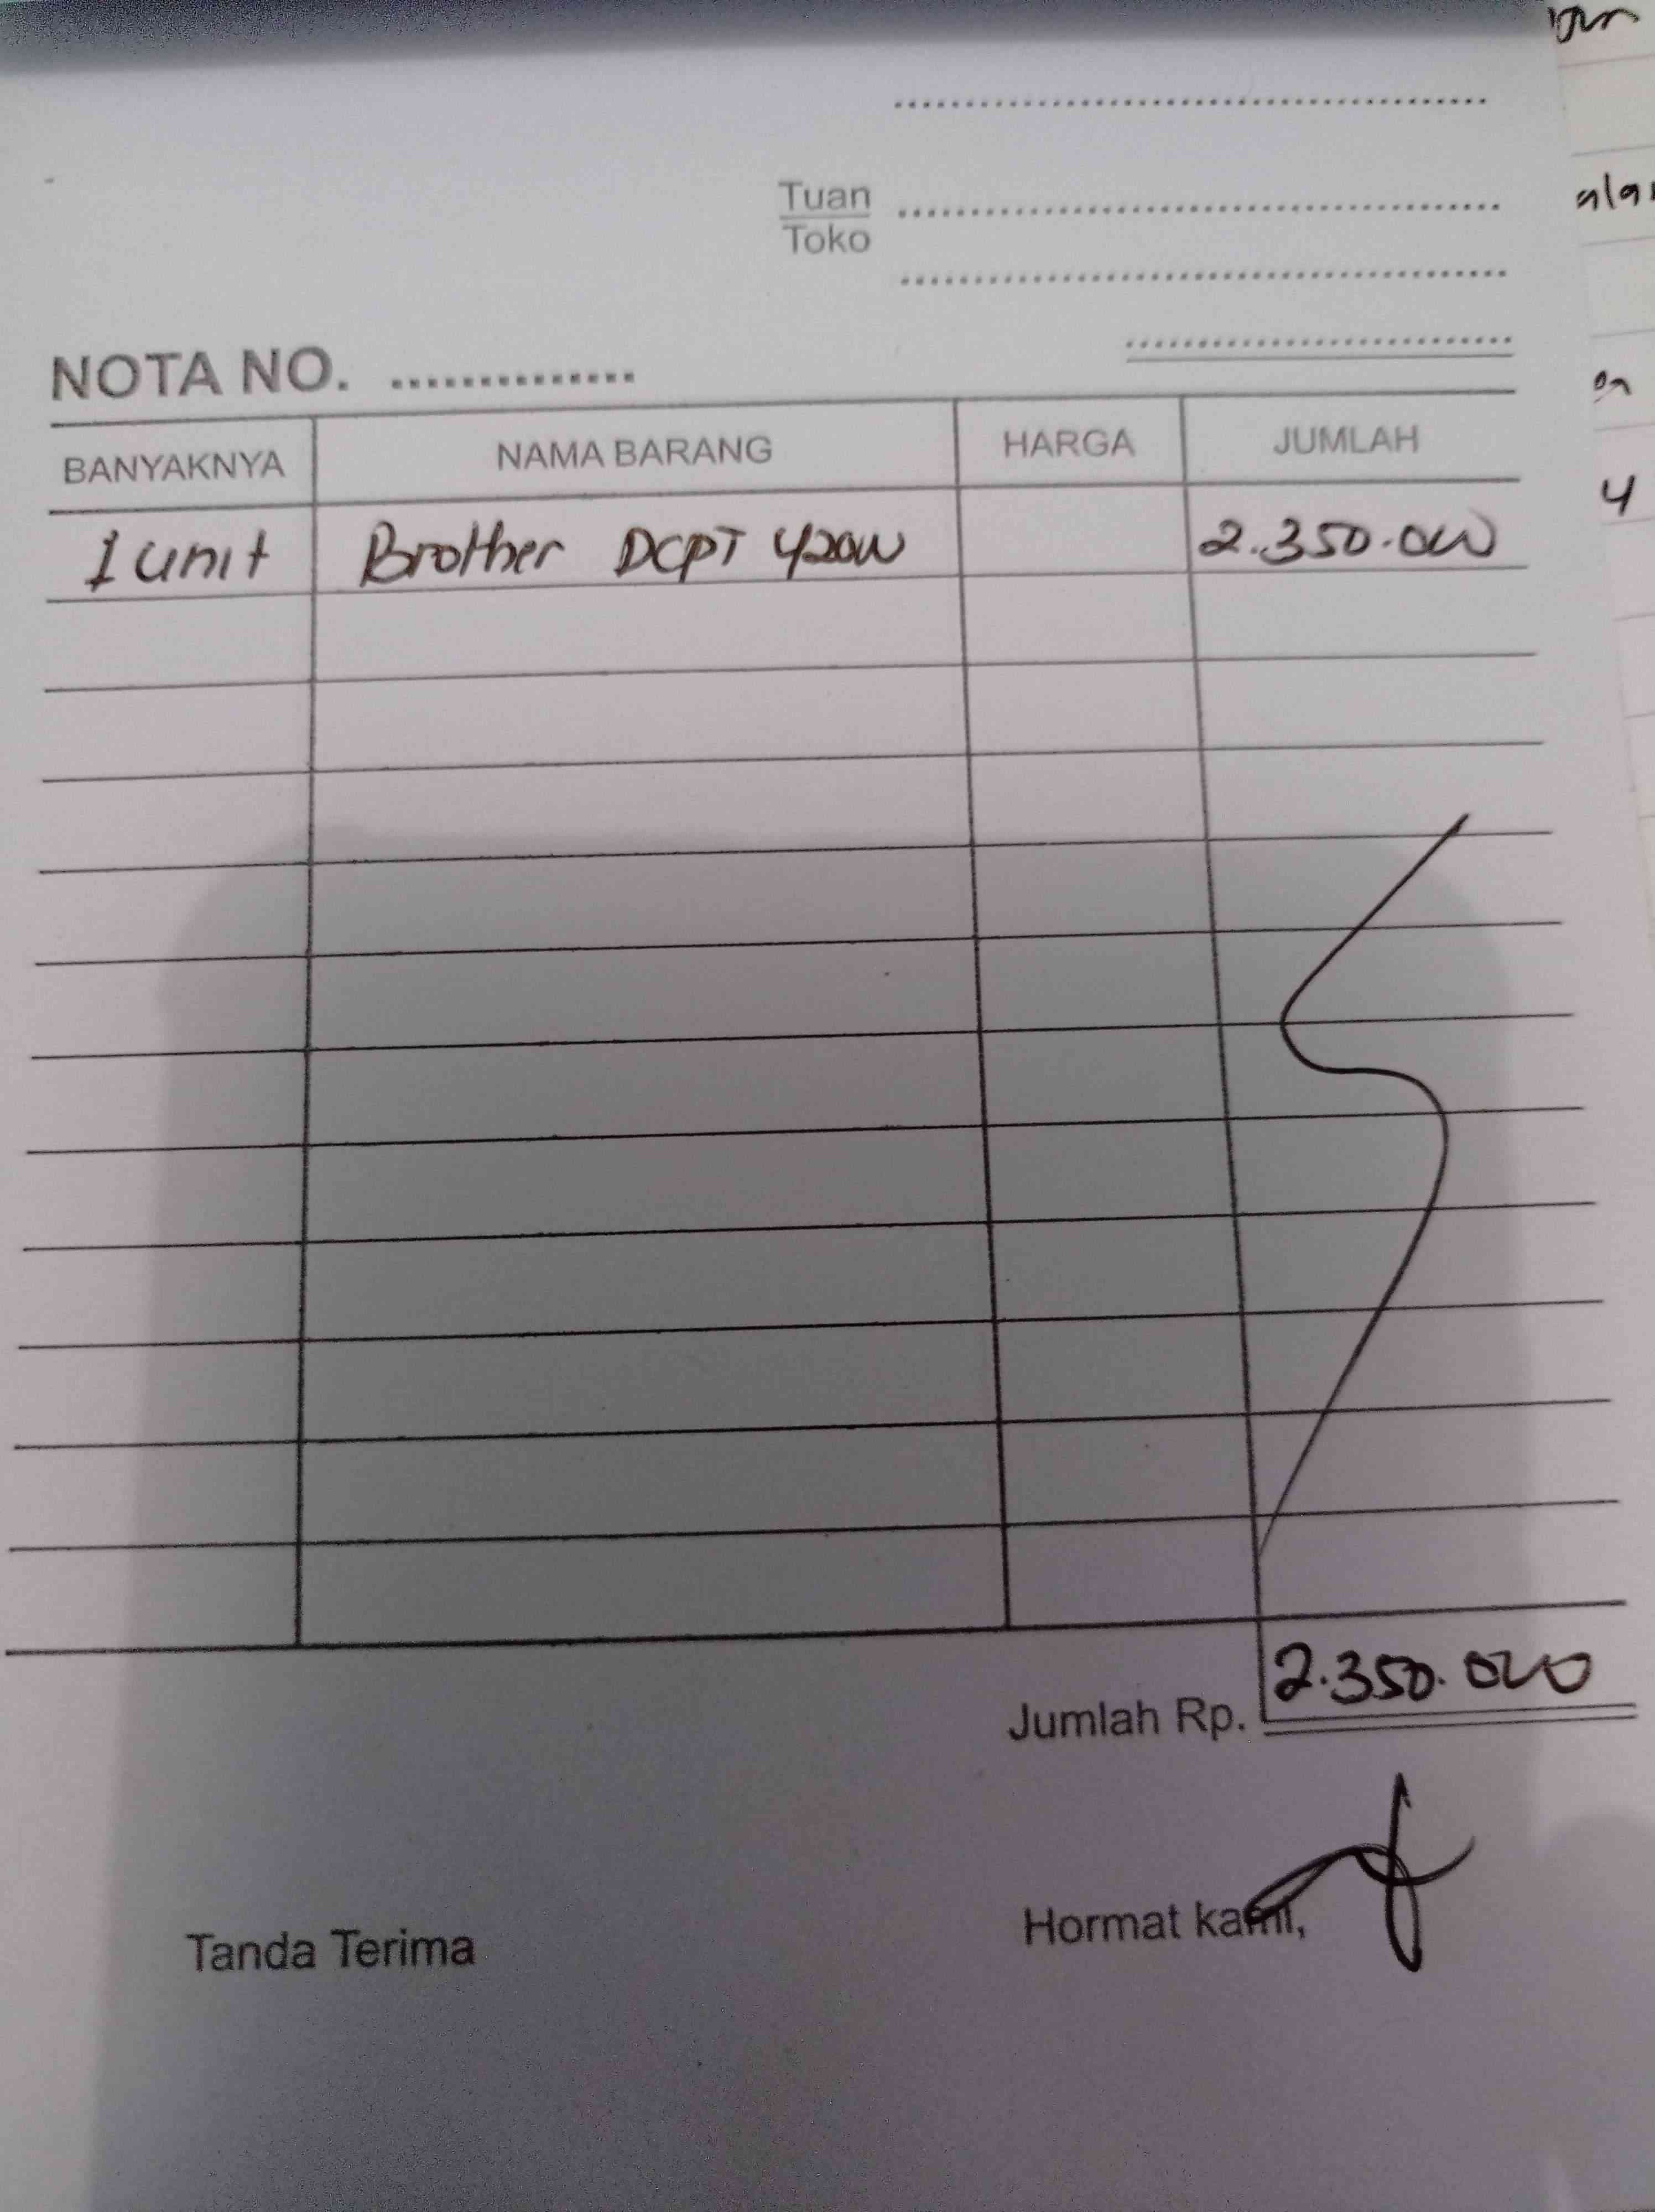 Tuan
Toko
NOTA NO. ..............
BANYAKNYA NAMA BARANG HARGA JUMLAH
1 unit Brother DCPT 420W 2.350.000
Jumlah Rp. 2.350.000
Tanda Terima Hormat kami,